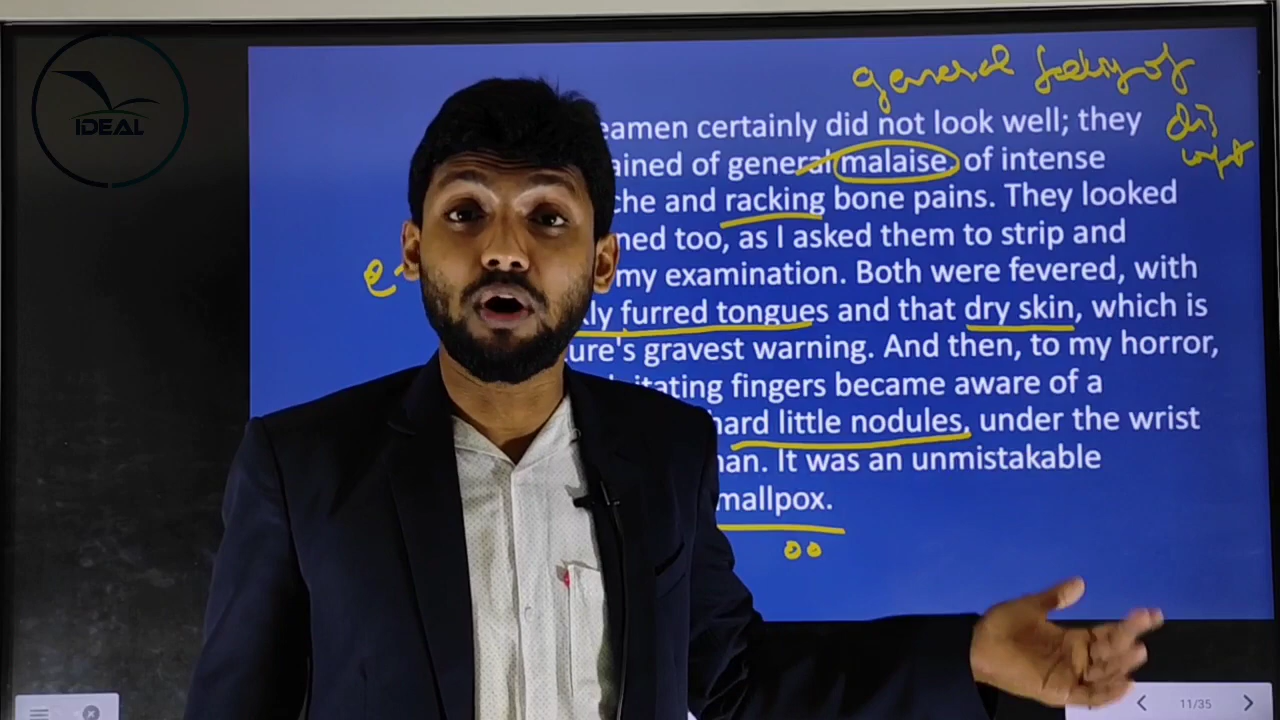 IDEAL
general feeling of
eamen certainly did not look well; they
ained of general malaise, of intense
che and racking bone pains. They looked
ned too, as I asked them to strip and
my examination. Both were fevered, with
kly furred tongues and that dry skin, which is
ure's gravest warning. And then, to my horror,
itating fingers became aware of a
hard little nodules, under the wrist
han. It was an unmistakable
mallpox.
11/35